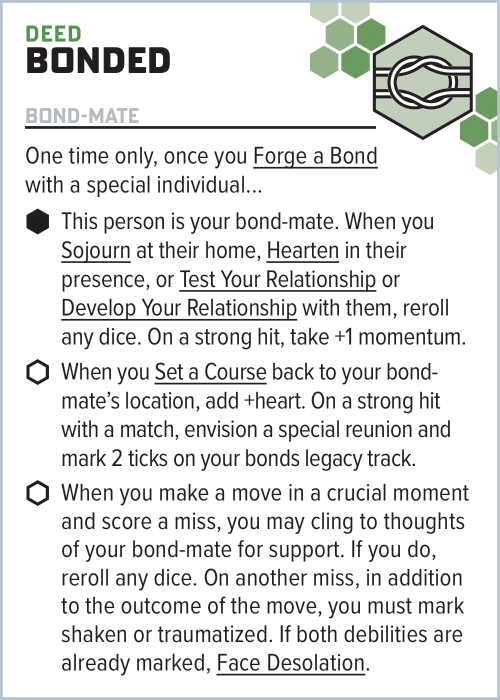 DEED
BONDED
BOND-MATE
One time only, once you Forge a Bond
with a special individual...
This person is your bond-mate. When you
Sojourn at their home, Hearten in their
presence, or Test Your Relationship or
Develop Your Relationship with them, reroll
any dice. On a strong hit, take +1 momentum.
When you Set a Course back to your bond-
mate's location, add +heart. On a strong hit
with a match, envision a special reunion and
mark 2 ticks on your bonds legacy track.
When you make a move in a crucial moment
and score a miss, you may cling to thoughts
of your bond-mate for support. If you do,
reroll any dice. On another miss, in addition
to the outcome of the move, you must mark
shaken or traumatized. If both debilities are
already marked, Face Desolation.